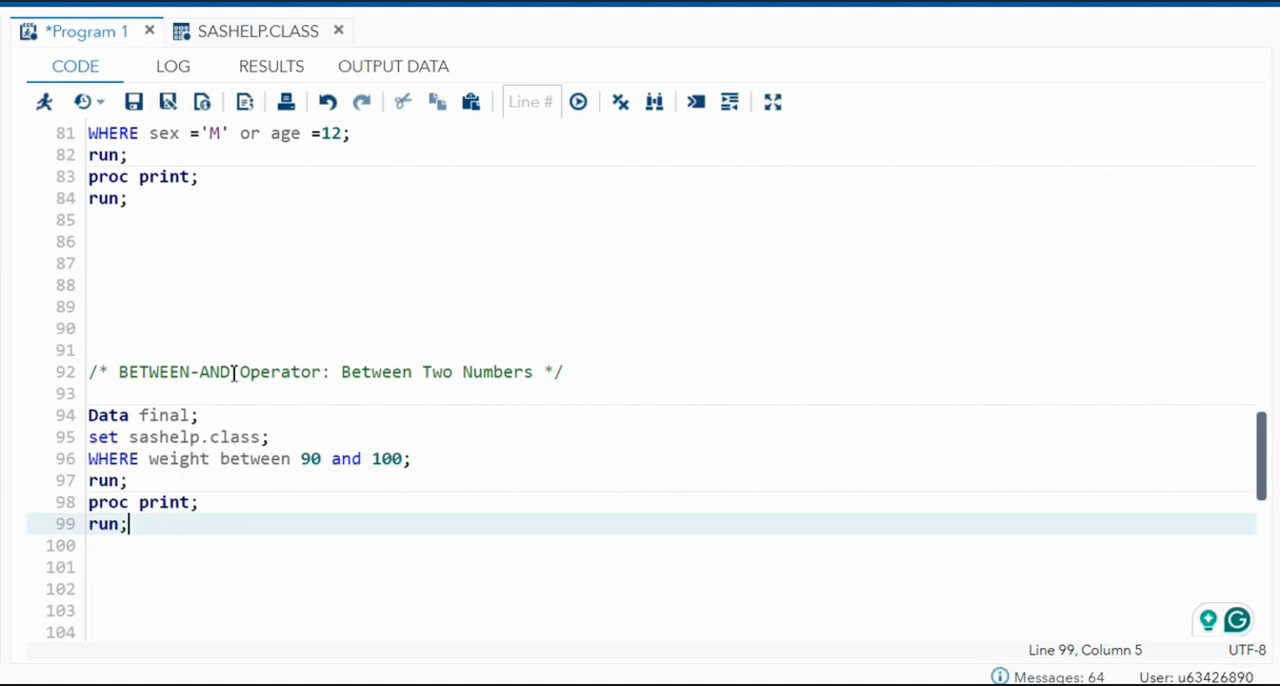 *Program 1 × SASHELP.CLASS ×
CODE LOG RESULTS OUTPUT DATA
Line #
81 WHERE sex ='M' or age =12;
82 run;
83 proc print;
84 run;
85
86
87
88
89
90
91
92 /* BETWEEN-AND Operator: Between Two Numbers */
93
94 Data final;
95 set sashelp.class;
96 WHERE weight between 90 and 100;
97 run;
98 proc print;
99 run;
100
101
102
103
104
Line 99, Column 5 UTF-8
Messages: 64 User: u63426890